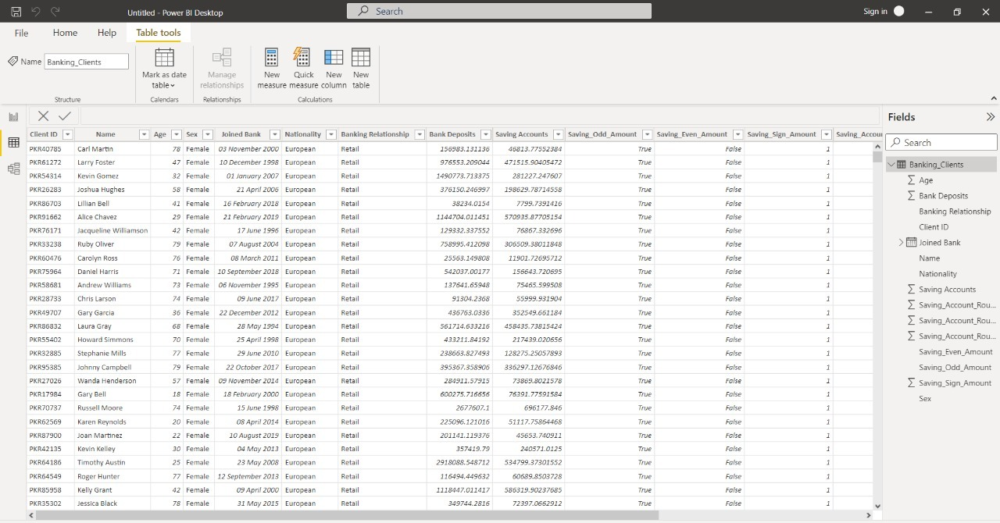 Untitled - Power BI Desktop Search Sign in
File Home Help Table tools
Name Banking_Clients
Mark as date table
Manage relationships
New measure
Quick measure
New column
New table
Structure Calendars Relationships Calculations
Fields
Search
Client ID Name Age Sex Joined Bank Nationality Banking Relationship Bank Deposits Saving Accounts Saving_Odd_Amount Saving_Even_Amount Saving_Sign_Amount Saving_Accour
PKR40785 Carl Martin 78 Female 03 November 2000 European Retail 156983.131136 46813.77552384 True False 1
PKR61272 Larry Foster 47 Female 10 December 1998 European Retail 976553.209044 471515.90405472 True False 1
PKR54314 Kevin Gomez 32 Female 01 January 2007 European Retail 1490773.713375 281227.247607 True False 1
PKR26283 Joshua Hughes 58 Female 21 April 2006 European Retail 376150.246997 198629.78714558 True False 1
PKR86703 Lillian Bell 41 Female 16 February 2018 European Retail 38234.0154 7799.7391416 True False 1
PKR91662 Alice Chavez 29 Female 21 February 2019 European Retail 1144704.011451 570935.87705154 True False 1
PKR76171 Jacqueline Williamson 42 Female 17 June 1996 European Retail 129332.337552 76867.332696 True False 1
PKR33238 Ruby Oliver 79 Female 07 August 2004 European Retail 758995.412098 306509.38011848 True False 1
PKR60476 Carolyn Ross 76 Female 08 March 2011 European Retail 25563.149808 11901.72695712 True False 1
PKR75964 Daniel Harris 71 Female 10 September 2018 European Retail 542037.00177 156643.720695 True False 1
PKR58681 Andrew Williams 73 Female 06 November 1995 European Retail 137641.65948 75465.599508 True False 1
PKR28733 Chris Larson 74 Female 09 June 2017 European Retail 91304.2368 55999.931904 True False 1
PKR49707 Gary Garcia 36 Female 22 December 2012 European Retail 436763.0336 352549.661184 True False 1
PKR86832 Laura Gray 68 Female 28 May 1994 European Retail 561714.633216 458435.73815424 True False 1
PKR55402 Howard Simmons 70 Female 25 April 1998 European Retail 433211.84192 217439.020656 True False 1
PKR32885 Stephanie Mills 77 Female 29 June 2010 European Retail 238663.827493 128275.25057893 True False 1
PKR95385 Johnny Campbell 79 Female 22 October 2017 European Retail 395367.358906 336297.12676846 True False 1
PKR27026 Wanda Henderson 57 Female 09 November 2014 European Retail 284911.57915 73869.8021578 True False 1
PKR17984 Gary Bell 18 Female 18 February 2000 European Retail 600275.716656 76391.77591584 True False 1
PKR70737 Russell Moore 74 Female 15 June 1998 European Retail 2677607.1 696177.846 True False 1
PKR62569 Karen Reynolds 20 Female 08 April 2014 European Retail 225096.121016 51117.75864468 True False 1
PKR87900 Joan Martinez 22 Female 10 August 2019 European Retail 201141.119376 45653.740911 True False 1
PKR42135 Kevin Kelley 30 Female 04 May 2013 European Retail 357419.79 240571.0125 True False 1
PKR64186 Timothy Austin 25 Female 23 May 2008 European Retail 2918088.548712 534799.37301552 True False 1
PKR64549 Roger Hunter 77 Female 12 September 2013 European Retail 116494.449632 60689.8503728 True False 1
PKR85958 Kelly Grant 42 Female 09 April 2000 European Retail 1118447.011417 586319.90237685 True False 1
PKR35302 Jessica Black 78 Female 31 May 2015 European Retail 349744.2816 72397.0662912 True False 1
Banking_Clients
Age
Bank Deposits
Banking Relationship
Client ID
Joined Bank
Name
Nationality
Saving Accounts
Saving_Account_Rou...
Saving_Account_Rou...
Saving_Account_Rou...
Saving_Even_Amount
Saving_Odd_Amount
Saving_Sign_Amount
Sex